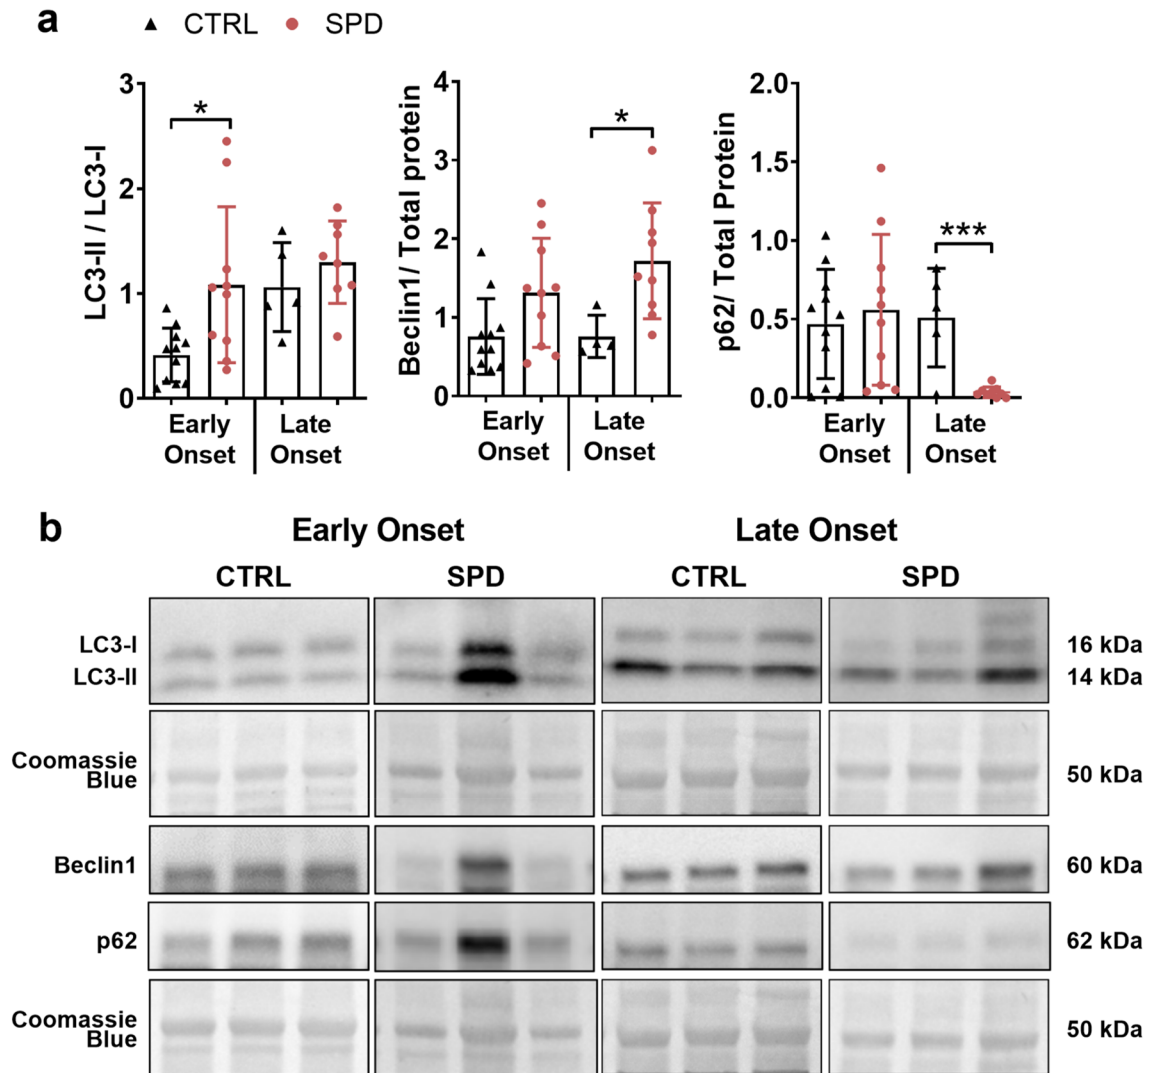 a
CTRL SPD
LC3-II / LC3-I
3
2
1
0
*
Early Onset
Late Onset
Beclin1/ Total protein
4
3
2
1
0
*
Early Onset
Late Onset
p62/ Total Protein
2.0
1.5
1.0
0.5
0.0
***
Early Onset
Late Onset
b
Early Onset Late Onset
CTRL SPD CTRL SPD
LC3-I 16 kDa
LC3-II 14 kDa
Coomassie
Blue 50 kDa
Beclin1 60 kDa
p62 62 kDa
Coomassie
Blue 50 kDa